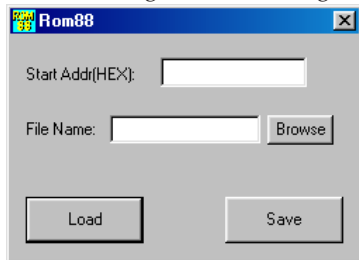 Rom88
Start Addr(HEX):
File Name:
Browse
Load
Save